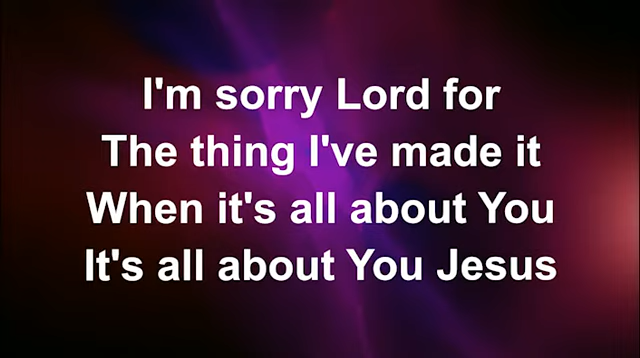 I'm sorry Lord for
The thing I've made it
When it's all about You
It's all about You Jesus